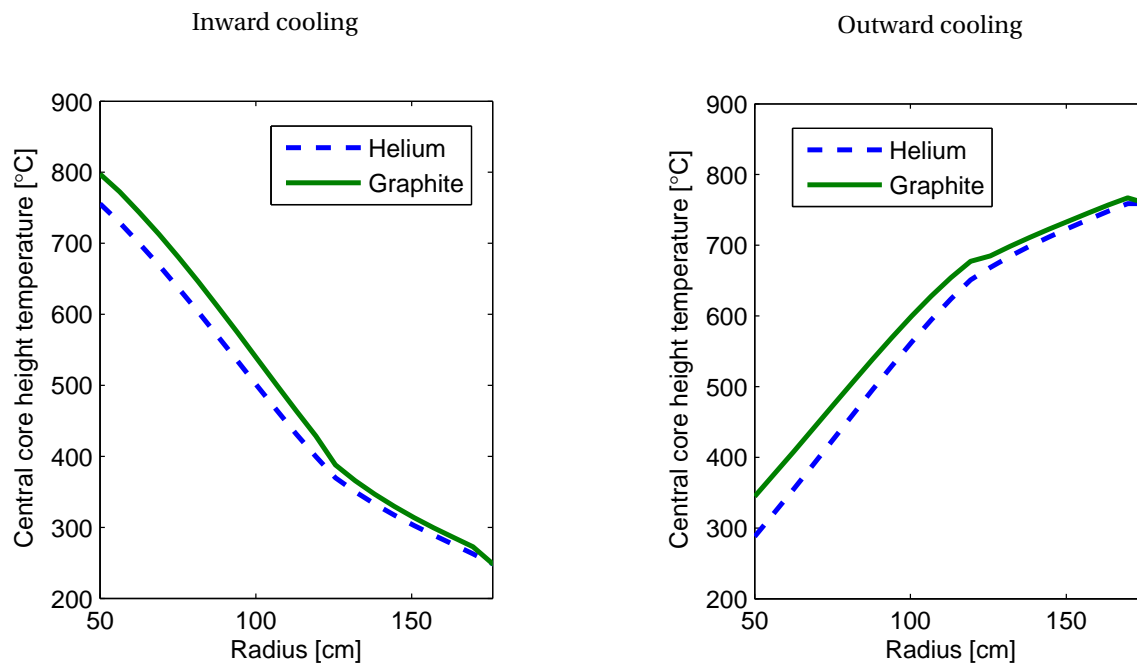 Inward cooling
900
800
700
600
500
400
300
200
50
100
150
Radius [cm]
Central core height temperature [°C]
Helium
Graphite
Outward cooling
900
800
700
600
500
400
300
200
50
100
150
Radius [cm]
Central core height temperature [°C]
Helium
Graphite